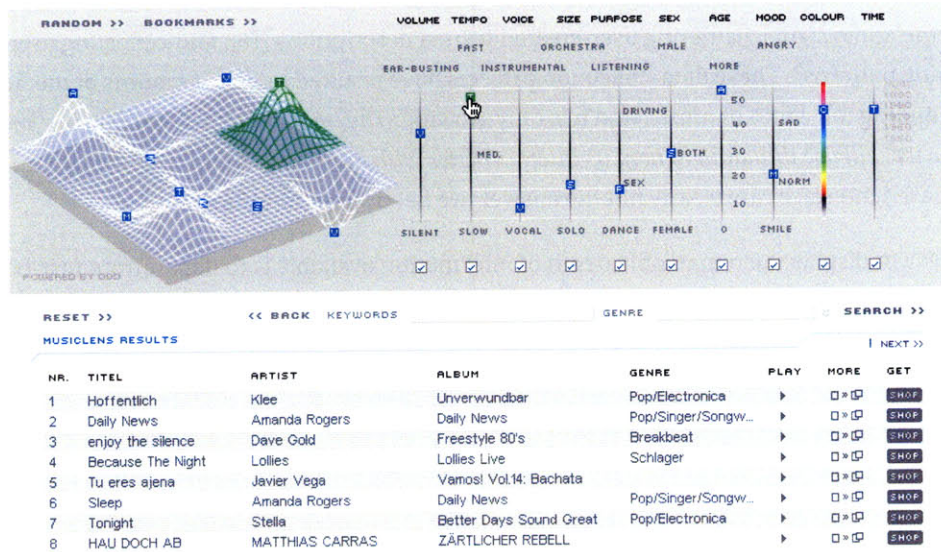 RANDOM >> BOOKMARKS >>
VOLUME TEMPO VOICE SIZE PURPOSE SEX AGE MOOD COLOUR TIME
FAST ORCHESTRA MALE ANGRY
EAR-BUSTING INSTRUMENTAL LISTENING MORE
50
DRIVING
40 SAD
MED. BOTH 30
SEX 20 NORM
10
SILENT SLOW VOCAL SOLO DANCE FEMALE 0 SMILE
POWERED BY
RESET >> << BACK KEYWORDS GENRE SEARCH >>
MUSICLENS RESULTS | NEXT >>
NR. TITEL ARTIST ALBUM GENRE PLAY MORE GET
1 Hoffentlich Klee Unverwundbar Pop/Electronica SHOP
2 Daily News Amanda Rogers Daily News Pop/Singer/Songw... SHOP
3 enjoy the silence Dave Gold Freestyle 80's Breakbeat SHOP
4 Because The Night Lollies Lollies Live Schlager SHOP
5 Tu eres ajena Javier Vega Vamos! Vol.14: Bachata SHOP
6 Sleep Amanda Rogers Daily News Pop/Singer/Songw... SHOP
7 Tonight Stella Better Days Sound Great Pop/Electronica SHOP
8 HAU DOCH AB MATTHIAS CARRAS ZÄRTLICHER REBELL SHOP